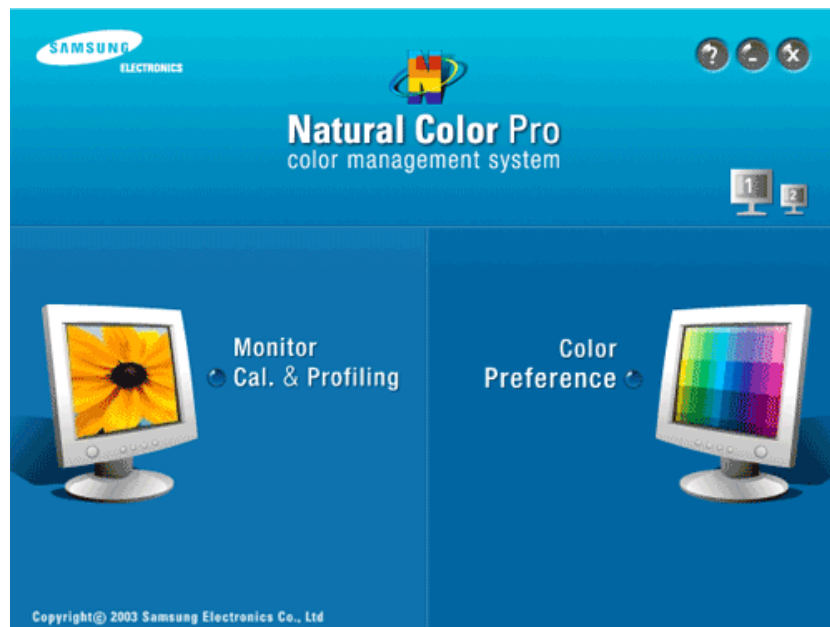 SAMSUNG
ELECTRONICS
? - x
N
Natural Color Pro
color management system
1 2
Monitor
Cal. & Profiling
Color
Preference
Copyright© 2003 Samsung Electronics Co., Ltd